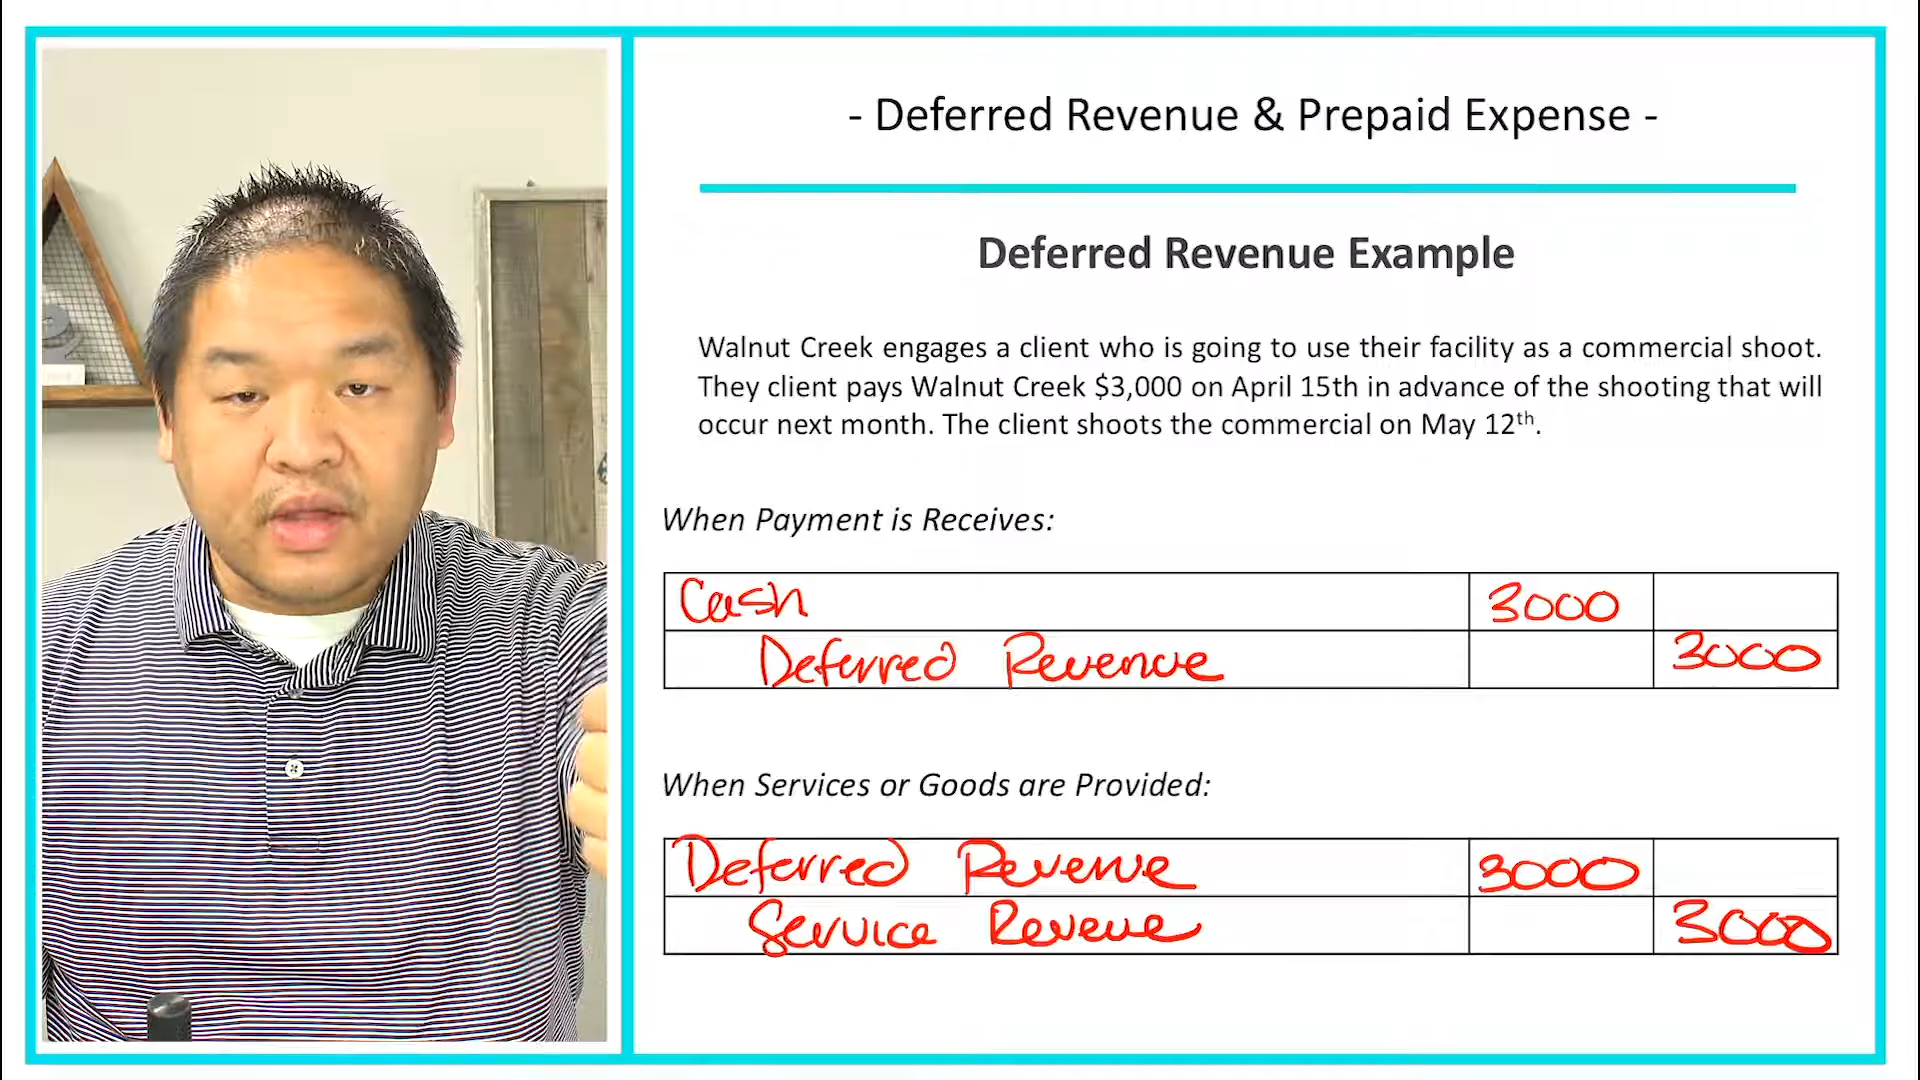 - Deferred Revenue & Prepaid Expense -
Deferred Revenue Example
Walnut Creek engages a client who is going to use their facility as a commercial shoot.
They client pays Walnut Creek $3,000 on April 15th in advance of the shooting that will
occur next month. The client shoots the commercial on May 12th.
When Payment is Receives:
Cash 3000
Deferred Revenue 3000
When Services or Goods are Provided:
Deferred Revenue 3000
Service Revenue 3000